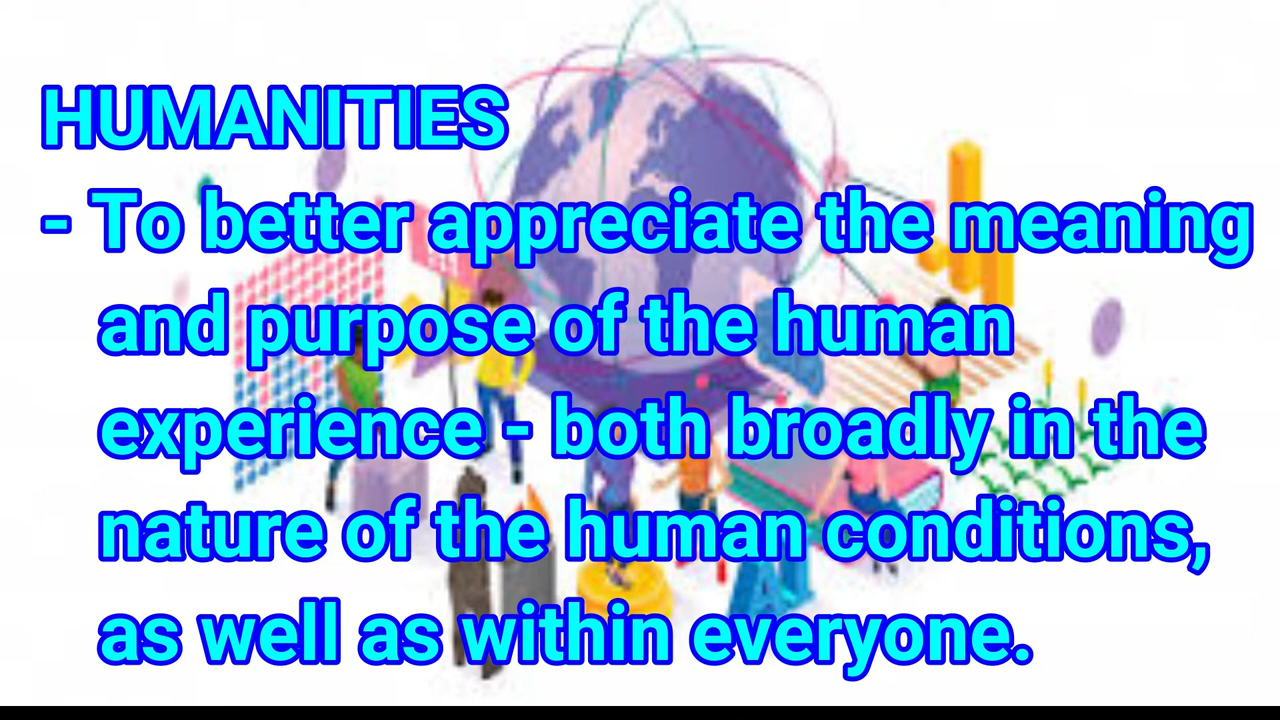 HUMANITIES
- To better appreciate the meaning
and purpose of the human
experience - both broadly in the
nature of the human conditions,
as well as within everyone.